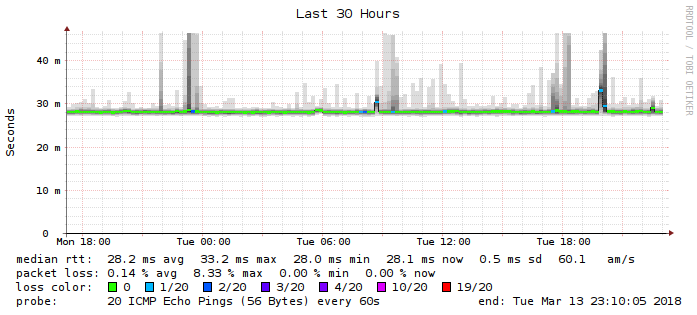 Last 30 Hours
RRDTOOL / TOBI OETIKER
Seconds
40 m
30 m
20 m
10 m
0
Mon 18:00 Tue 00:00 Tue 06:00 Tue 12:00 Tue 18:00
median rtt: 28.2 ms avg 33.2 ms max 28.0 ms min 28.1 ms now 0.5 ms sd 60.1 am/s
packet loss: 0.14 % avg 8.33 % max 0.00 % min 0.00 % now
loss color: 0 1/20 2/20 3/20 4/20 10/20 19/20
probe: 20 ICMP Echo Pings (56 Bytes) every 60s end: Tue Mar 13 23:10:05 2018